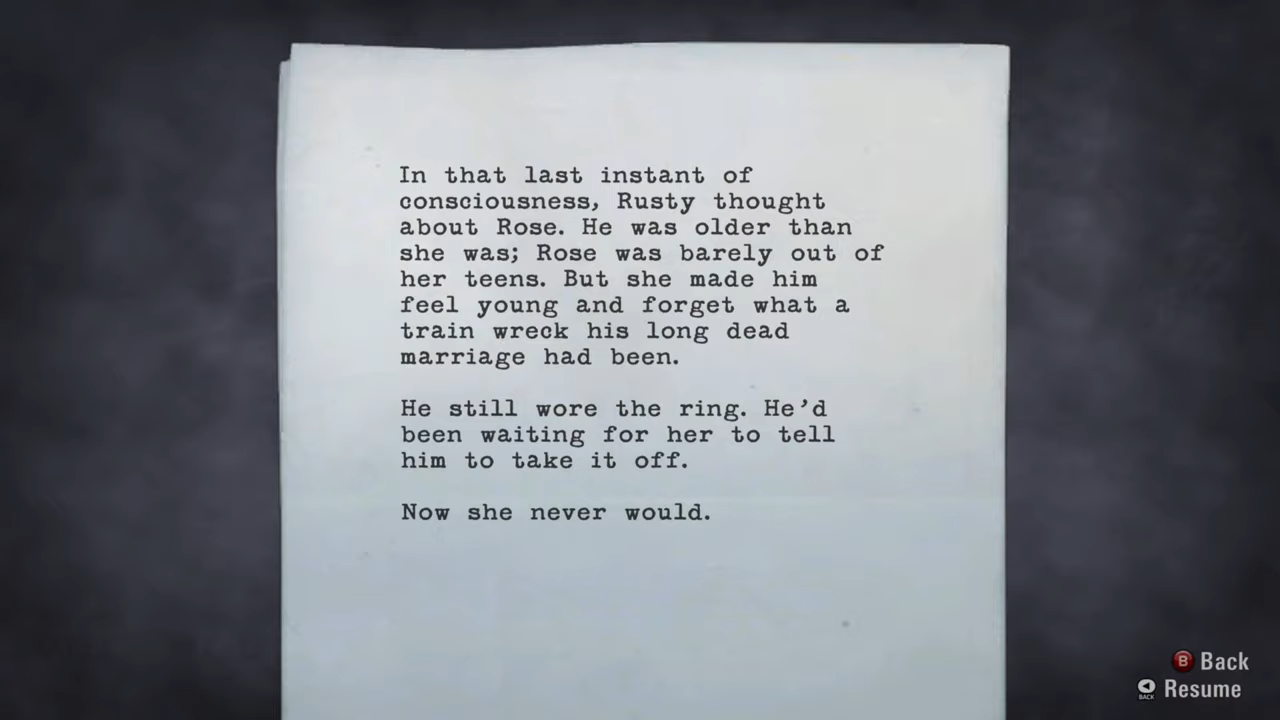 In that last instant of
consciousness, Rusty thought
about Rose. He was older than
she was; Rose was barely out of
her teens. But she made him
feel young and forget what a
train wreck his long dead
marriage had been.
He still wore the ring. He'd
been waiting for her to tell
him to take it off.
Now she never would.
B Back
BACK Resume